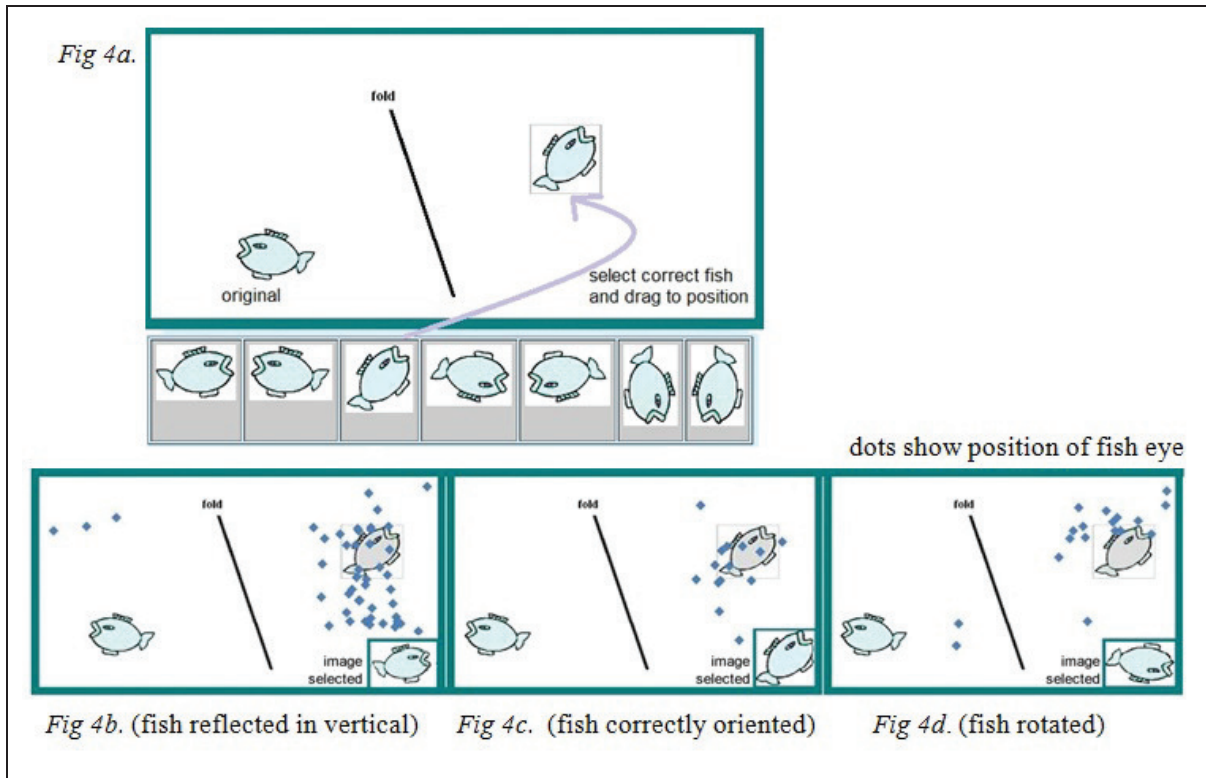 Fig 4a.
fold
original
select correct fish
and drag to position
dots show position of fish eye
fold
image
selected
fold
image
selected
fold
image
selected
Fig 4b. (fish reflected in vertical)
Fig 4c. (fish correctly oriented)
Fig 4d. (fish rotated)